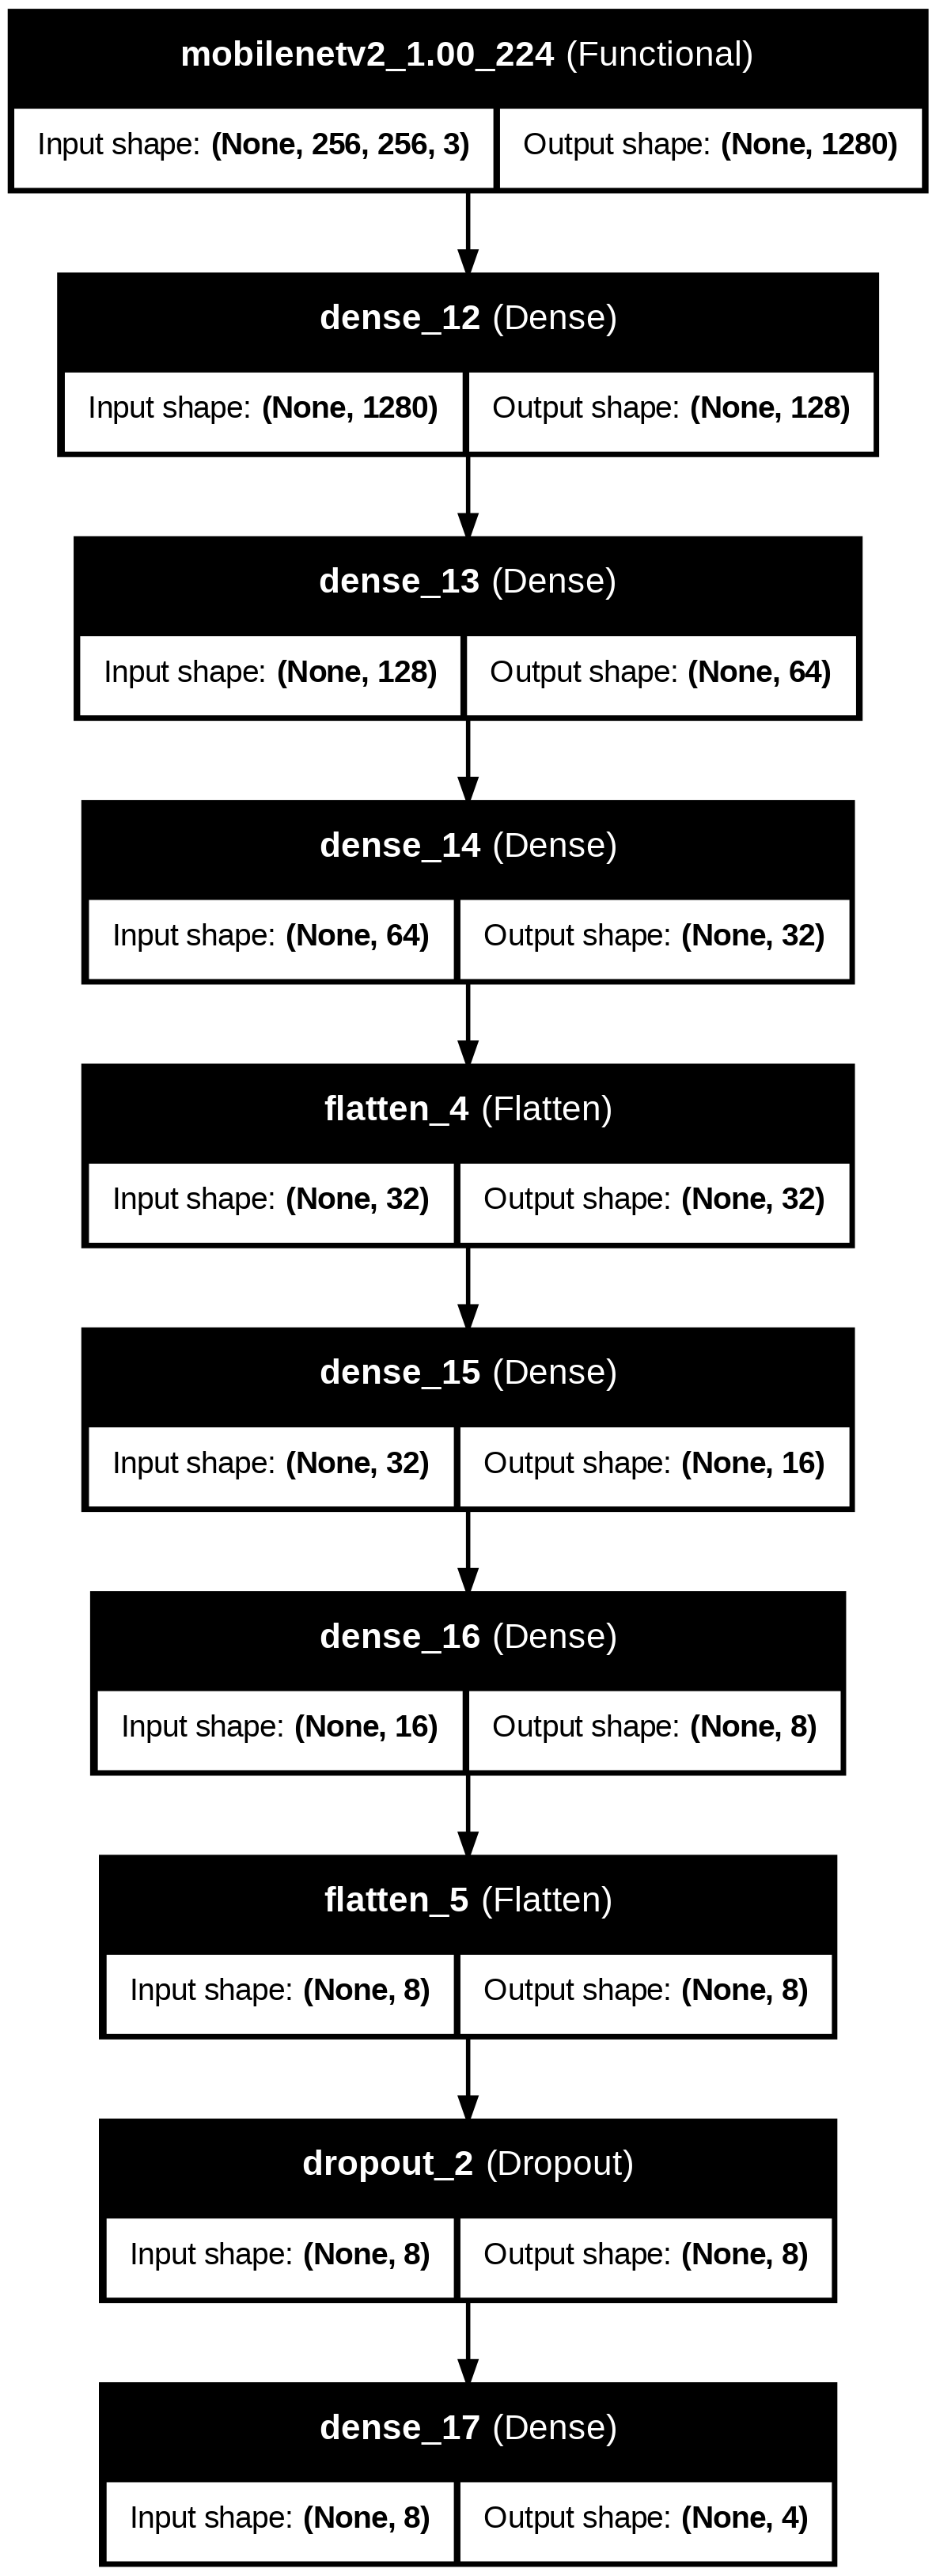 mobilenetv2_1.00_224 (Functional)
Input shape: (None, 256, 256, 3) Output shape: (None, 1280)
dense_12 (Dense)
Input shape: (None, 1280) Output shape: (None, 128)
dense_13 (Dense)
Input shape: (None, 128) Output shape: (None, 64)
dense_14 (Dense)
Input shape: (None, 64) Output shape: (None, 32)
flatten_4 (Flatten)
Input shape: (None, 32) Output shape: (None, 32)
dense_15 (Dense)
Input shape: (None, 32) Output shape: (None, 16)
dense_16 (Dense)
Input shape: (None, 16) Output shape: (None, 8)
flatten_5 (Flatten)
Input shape: (None, 8) Output shape: (None, 8)
dropout_2 (Dropout)
Input shape: (None, 8) Output shape: (None, 8)
dense_17 (Dense)
Input shape: (None, 8) Output shape: (None, 4)